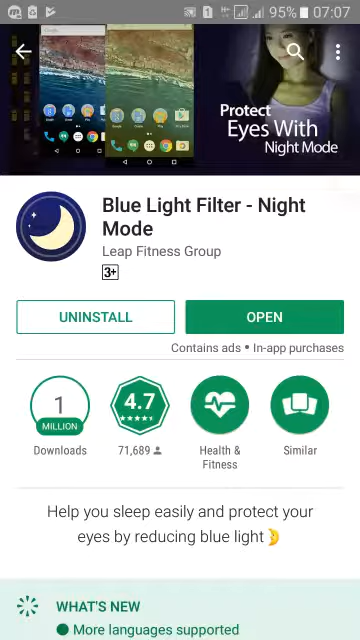 95% 07:07
Protect
Eyes With
Night Mode
Blue Light Filter - Night
Mode
Leap Fitness Group
3+
UNINSTALL
OPEN
Contains ads • In-app purchases
1
MILLION
Downloads
4.7
71,689
Health &
Fitness
Similar
Help you sleep easily and protect your
eyes by reducing blue light
WHAT'S NEW
More languages supported